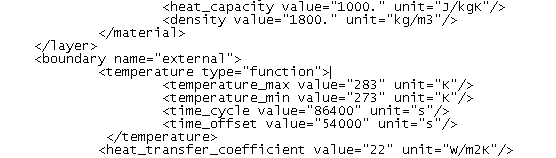 <heat_capacity value="1000." unit="J/kgK"/>
<density value="1800." unit="kg/m3"/>
</material>
</layer>
<boundary name="external">
<temperature type="function">
<temperature_max value="283" unit="K"/>
<temperature_min value="273" unit="K"/>
<time_cycle value="86400" unit="s"/>
<time_offset value="54000" unit="s"/>
</temperature>
<heat_transfer_coefficient value="22" unit="W/m2K"/>